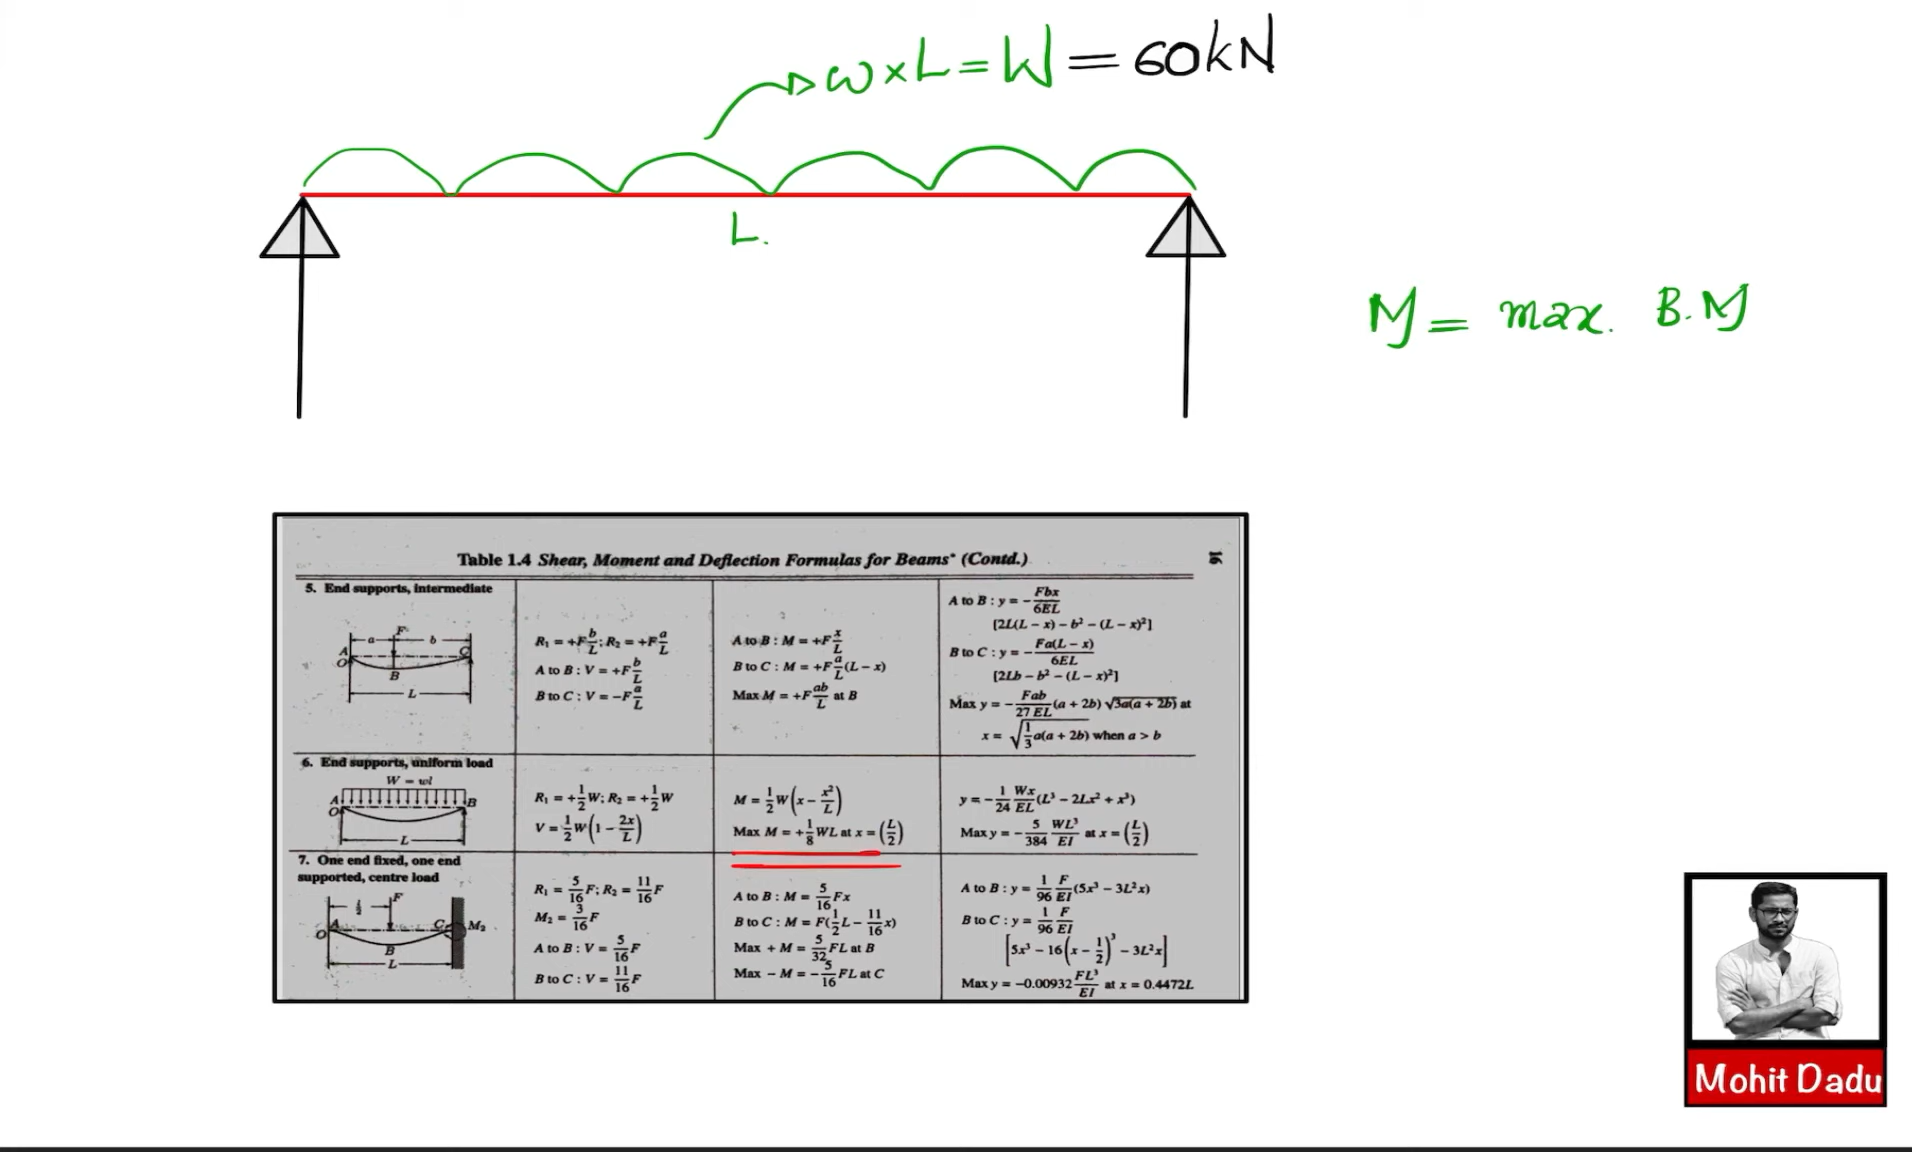 ω×L = W = 60kN
L.
M = max. B.M
Table 1.4 Shear, Moment and Deflection Formulas for Beams* (Contd.)
16
5. End supports, intermediate
a F b
A C
O
B
L
R₁ = +F b/L; R₂ = +F a/L
A to B : V = +F b/L
B to C : V = −F a/L
A to B : M = +F x/L
B to C : M = +F a/L (L − x)
Max M = +F ab/L at B
A to B : y = − Fbx/6EL
[2L(L − x) − b² − (L − x)²]
B to C : y = − Fa(L − x)/6EL
[2Lb − b² − (L − x)²]
Max y = − Fab/27 EL (a + 2b) √3a(a + 2b) at
x = √1/3 a(a + 2b) when a > b
6. End supports, uniform load
W = wl
A B
O
L
R₁ = +1/2 W; R₂ = +1/2 W
V = 1/2 W(1 − 2x/L)
M = 1/2 W(x − x²/L)
Max M = +1/8 WL at x = (L/2)
y = − 1/24 Wx/EL (L³ − 2Lx² + x³)
Max y = − 5/384 WL³/EI at x = (L/2)
7. One end fixed, one end
supported, centre load
F
A C M₂
O
B
L
R₁ = 5/16 F; R₂ = 11/16 F
M₂ = 3/16 F
A to B : V = 5/16 F
B to C : V = 11/16 F
A to B : M = 5/16 Fx
B to C : M = F(1/2 L − 11/16 x)
Max + M = 5/32 FL at B
Max − M = − 5/16 FL at C
A to B : y = 1/96 F/EI (5x³ − 3L²x)
B to C : y = 1/96 F/EI
[5x³ − 16(x − 1/2)³ − 3L²x]
Max y = −0.00932 FL³/EI at x = 0.4472L
Mohit Dadu